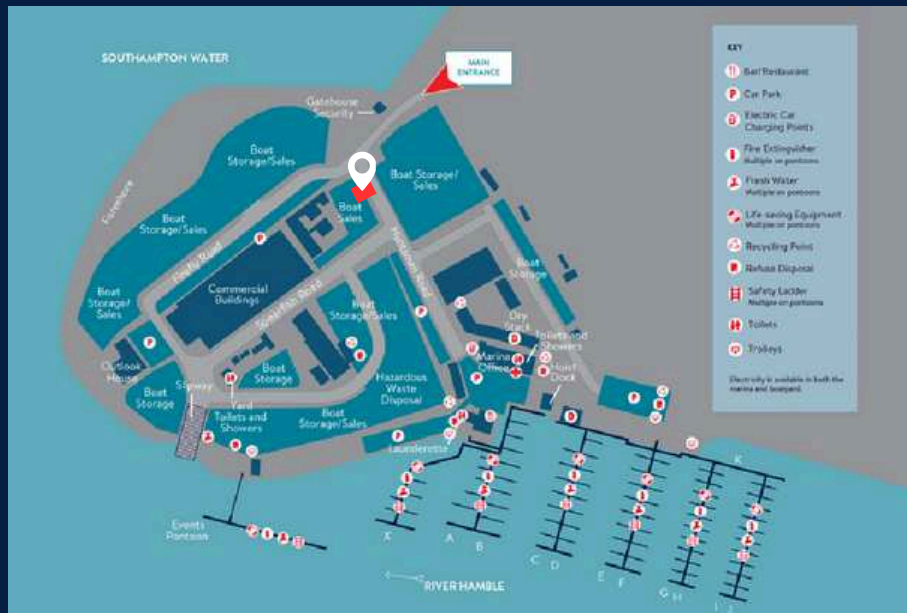 SOUTHAMPTON WATER
MAIN
ENTRANCE
Gatehouse
Security
Foreshore
Boat
Storage/Sales
Boat Storage/
Sales
Boat
Sales
Boat
Storage/Sales
Firefly Road
Commercial
Buildings
Boat
Storage/
Sales
Outlook
House
Boat
Storage
Slipway
Yard
Toilets and
Showers
Boat
Storage
Boat
Storage/Sales
Boat
Storage/Sales
Hazardous
Waste
Disposal
Road
Boat
Storage
Dry
Stack
Toilets and
Showers
Marina
Office
Hoist
Dock
Launderette
Events
Pontoon
X
A
B
C
D
E
F
G
H
I
J
K
RIVER HAMBLE
KEY
Bar/Restaurant
Car Park
Electric Car
Charging Points
Fire Extinguisher
Multiple on pontoons
Fresh Water
Multiple on pontoons
Life-saving Equipment
Multiple on pontoons
Recycling Point
Refuse Disposal
Safety Ladder
Multiple on pontoons
Toilets
Trolleys
Electricity is available in both the
marina and boatyard.